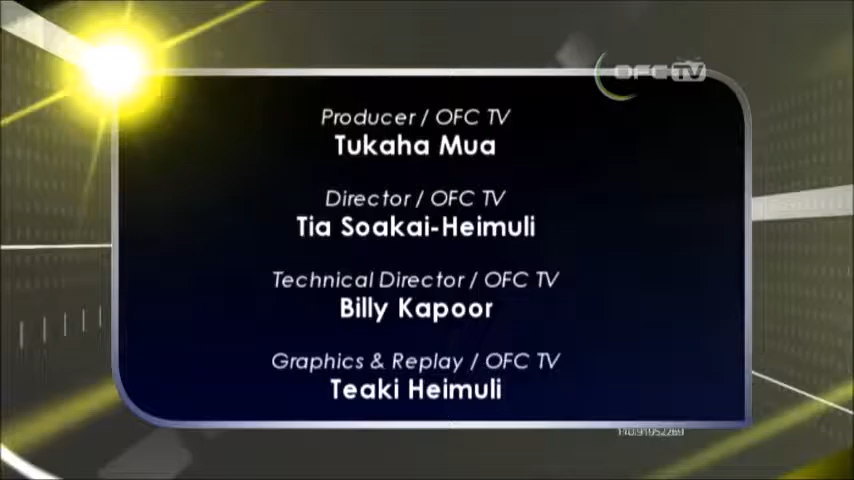 OFC TV
Producer / OFC TV
Tukaha Mua
Director / OFC TV
Tia Soakai-Heimuli
Technical Director / OFC TV
Billy Kapoor
Graphics & Replay / OFC TV
Teaki Heimuli